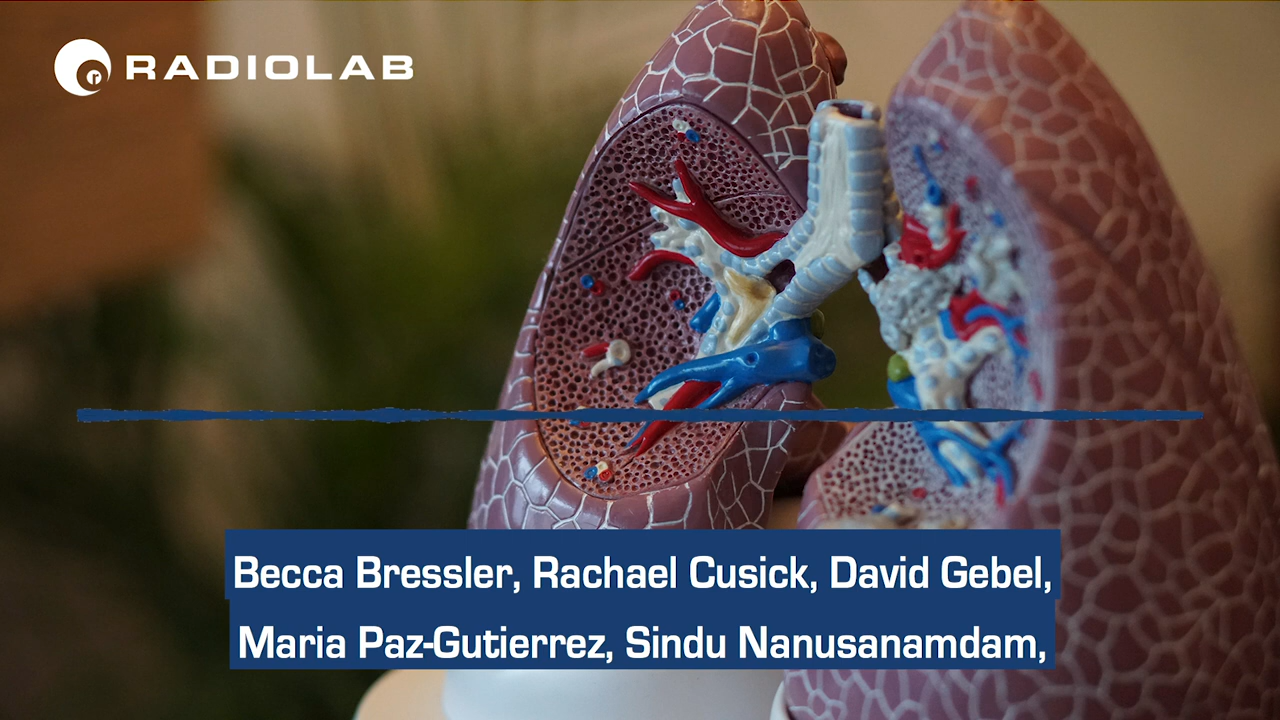 RADIOLAB
Becca Bressler, Rachael Cusick, David Gebel,
Maria Paz-Gutierrez, Sindu Nanusanamdam,